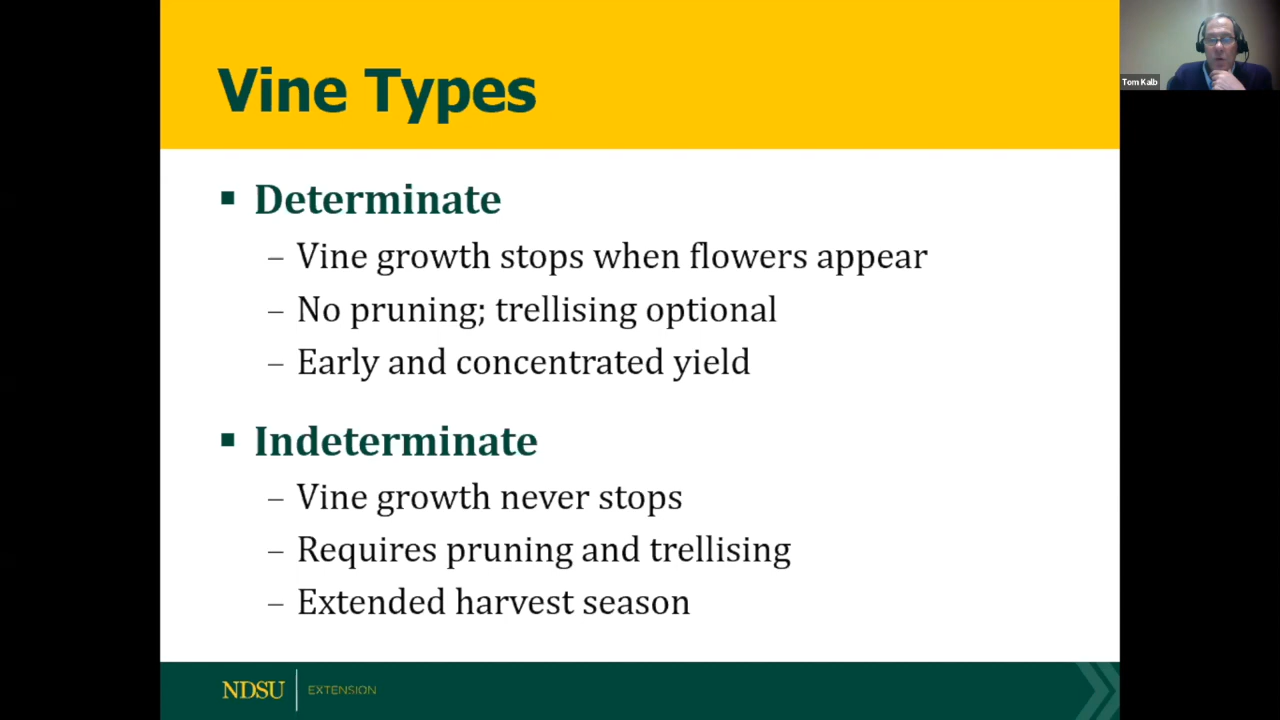 Vine Types
Tom Kalb
▪ Determinate
– Vine growth stops when flowers appear
– No pruning; trellising optional
– Early and concentrated yield
▪ Indeterminate
– Vine growth never stops
– Requires pruning and trellising
– Extended harvest season
NDSU EXTENSION